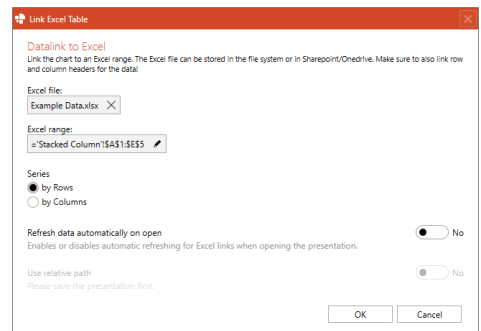 Link Excel Table
Datalink to Excel
Link the chart to an Excel range. The Excel file can be stored in the file system or in Sharepoint/Onedrive. Make sure to also link row
and column headers for the data!
Excel file:
Example Data.xlsx
Excel range:
='Stacked Column'!$A$1:$E$5
Series
by Rows
by Columns
Refresh data automatically on open
No
Enables or disables automatic refreshing for Excel links when opening the presentation.
Use relative path
No
Please save the presentation first.
OK
Cancel